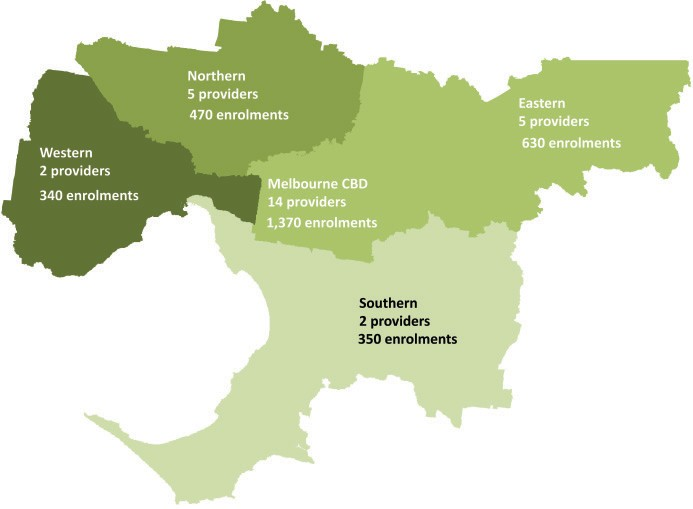 Northern
5 providers
470 enrolments
Eastern
5 providers
630 enrolments
Western
2 providers
340 enrolments
Melbourne CBD
14 providers
1,370 enrolments
Southern
2 providers
350 enrolments